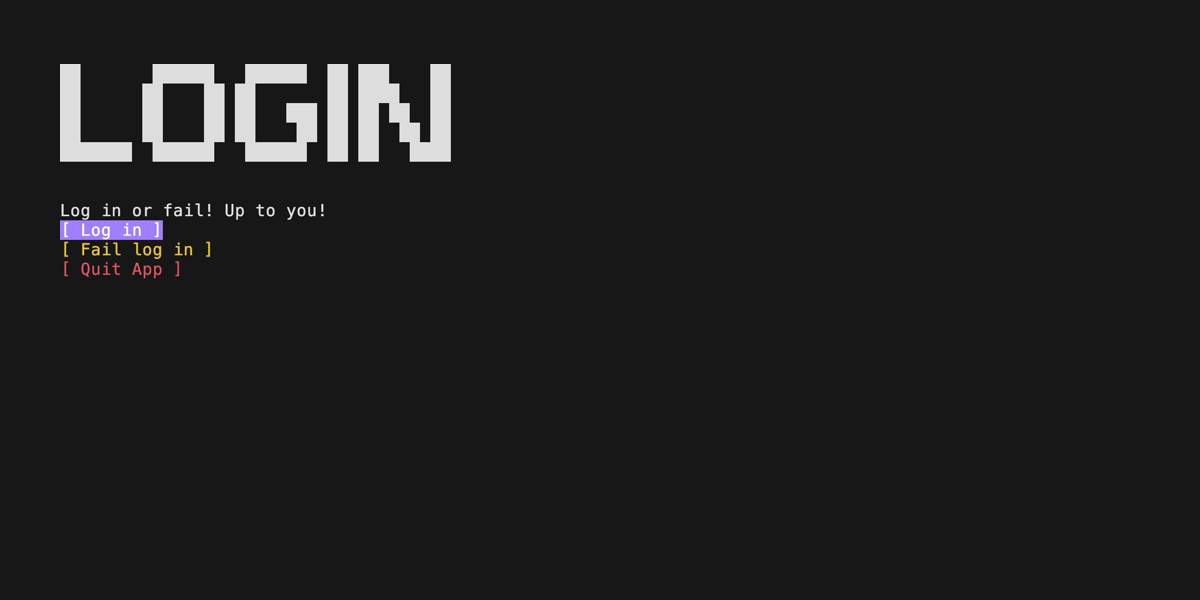 LOGIN
Log in or fail! Up to you!
[ Log in ]
[ Fail log in ]
[ Quit App ]